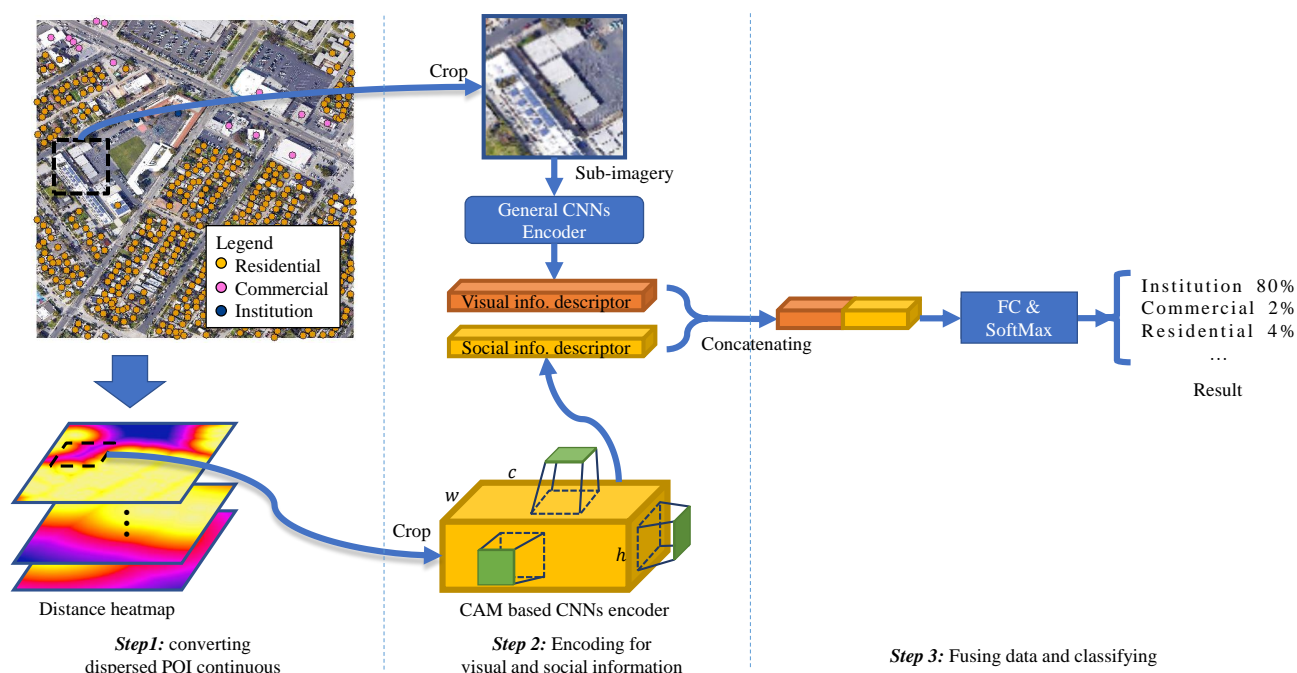 Legend
Residential
Commercial
Institution
Distance heatmap
Step1: converting
dispersed POI continuous
Crop
Sub-imagery
General CNNs
Encoder
Visual info. descriptor
Social info. descriptor
Crop
w
c
h
CAM based CNNs encoder
Step 2: Encoding for
visual and social information
Concatenating
FC &
SoftMax
Institution 80%
Commercial 2%
Residential 4%
...
Result
Step 3: Fusing data and classifying